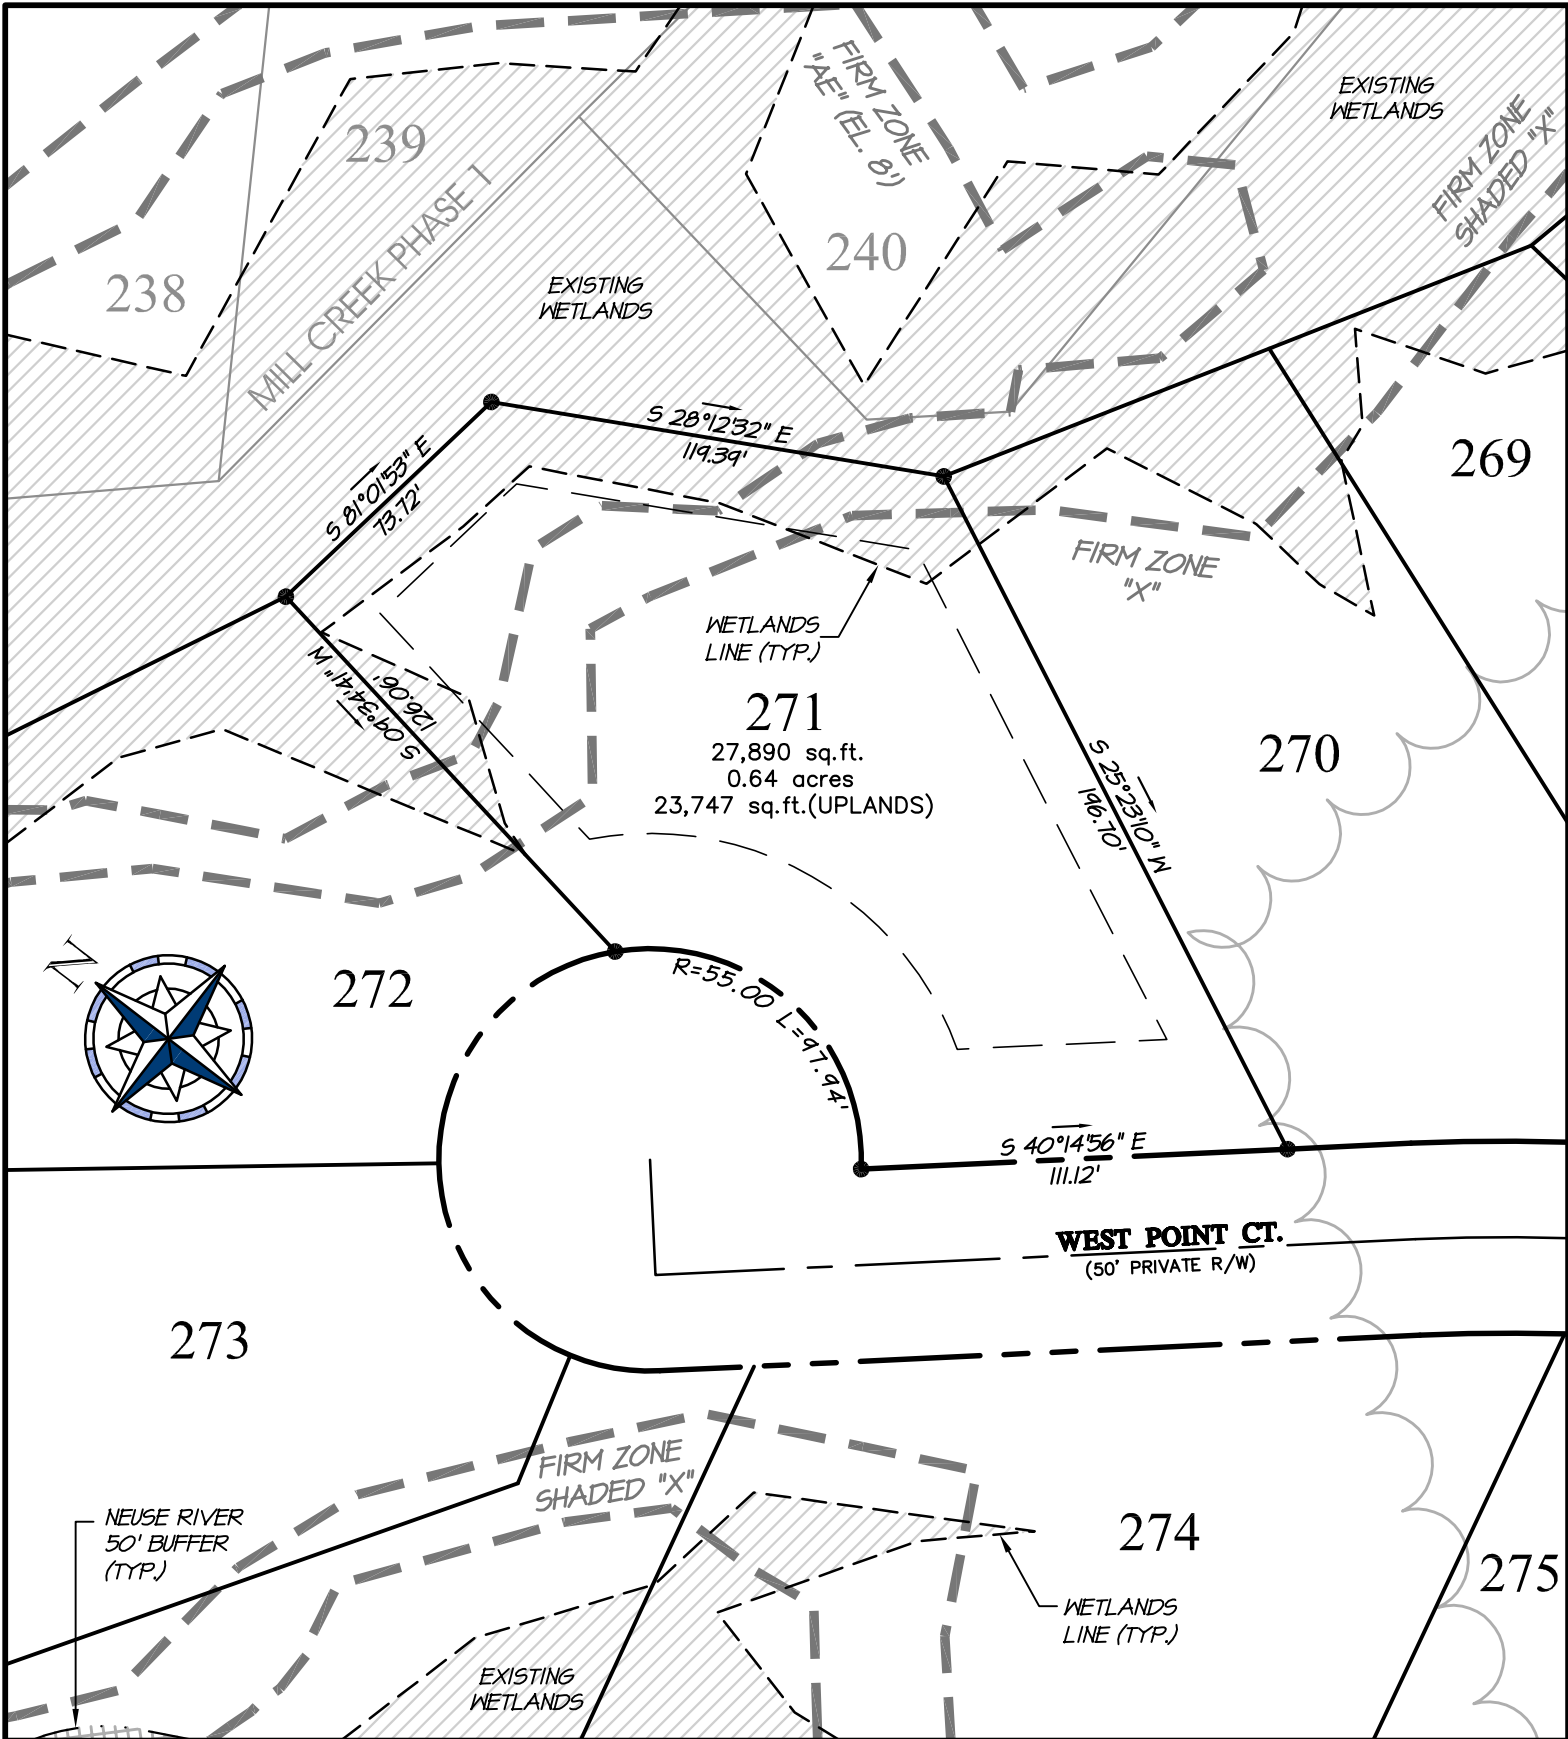 FIRM ZONE
"AE" (EL. 8')
EXISTING
WETLANDS
FIRM ZONE
SHADED "X"
239
240
238
MILL CREEK PHASE 1
EXISTING
WETLANDS
S 28°12'32" E
119.39'
S 81°01'53" E
73.72'
269
FIRM ZONE
"X"
WETLANDS
LINE (TYP.)
S 09°34'41" W
126.06'
271
27,890 sq.ft.
0.64 acres
23,747 sq.ft.(UPLANDS)
270
S 25°23'10" W
196.70'
N
272
R=55.00 L=97.94'
S 40°14'56" E
111.12'
WEST POINT CT.
(50' PRIVATE R/W)
273
FIRM ZONE
SHADED "X"
NEUSE RIVER
50' BUFFER
(TYP.)
274
275
WETLANDS
LINE (TYP.)
EXISTING
WETLANDS